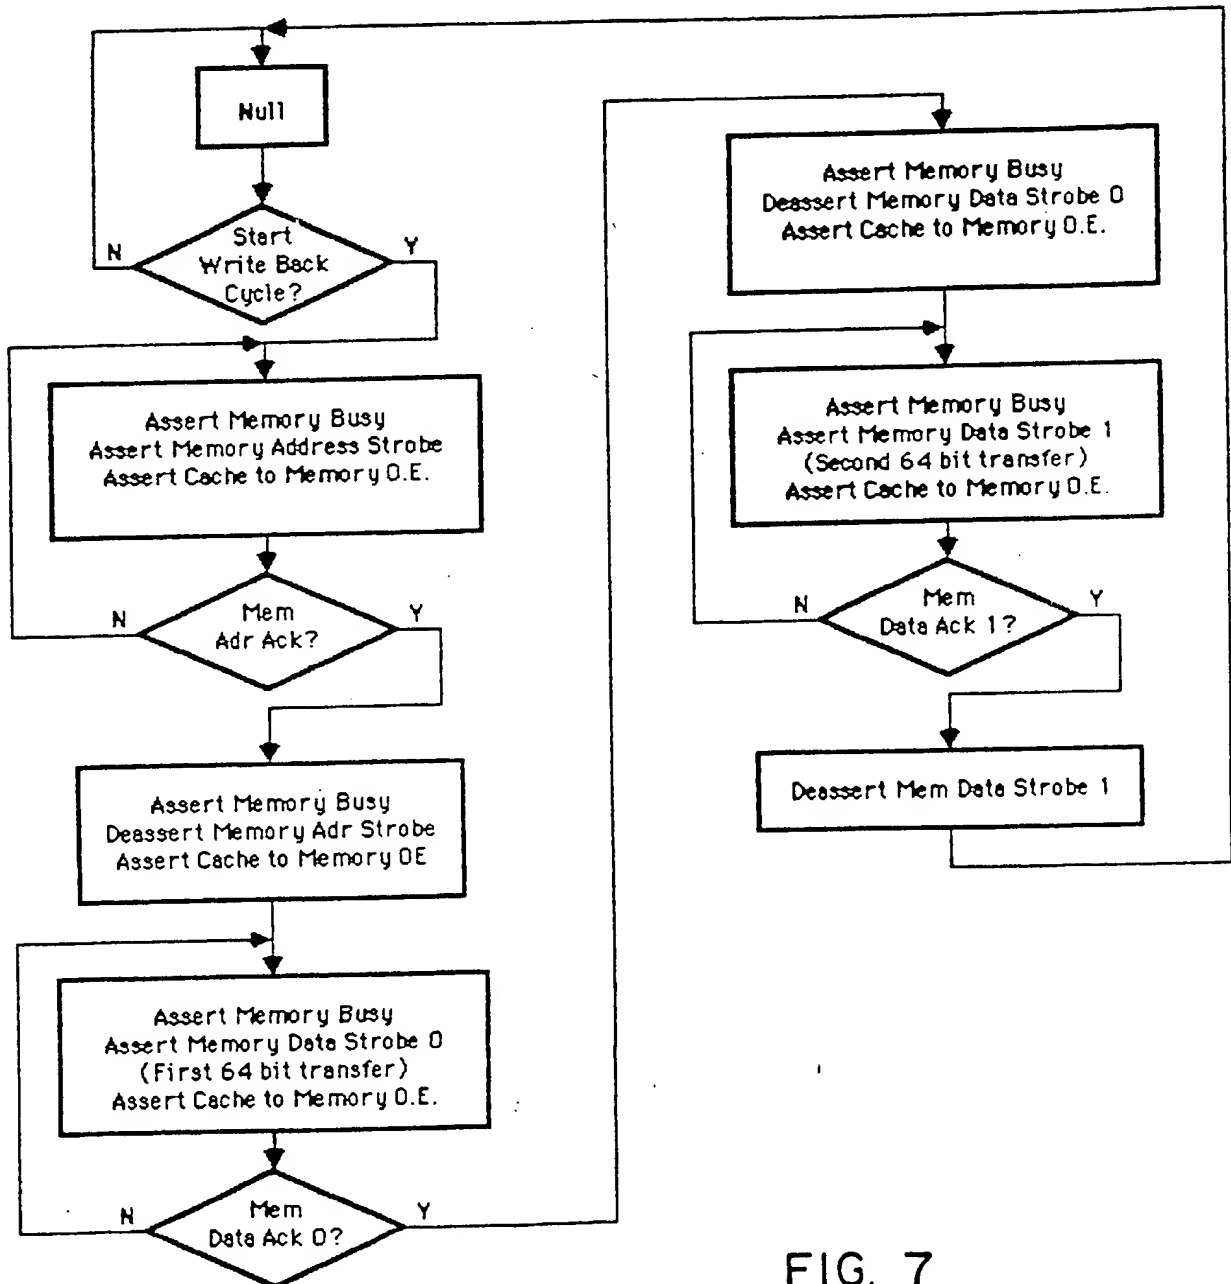 Null
Start
Write Back
Cycle?
N
Y
Assert Memory Busy
Assert Memory Address Strobe
Assert Cache to Memory O.E.
Mem
Adr Ack?
N
Y
Assert Memory Busy
Deassert Memory Adr Strobe
Assert Cache to Memory OE
Assert Memory Busy
Assert Memory Data Strobe 0
(First 64 bit transfer)
Assert Cache to Memory O.E.
Mem
Data Ack 0?
N
Y
Assert Memory Busy
Deassert Memory Data Strobe 0
Assert Cache to Memory O.E.
Assert Memory Busy
Assert Memory Data Strobe 1
(Second 64 bit transfer)
Assert Cache to Memory O.E.
Mem
Data Ack 1?
N
Y
Deassert Mem Data Strobe 1
FIG. 7